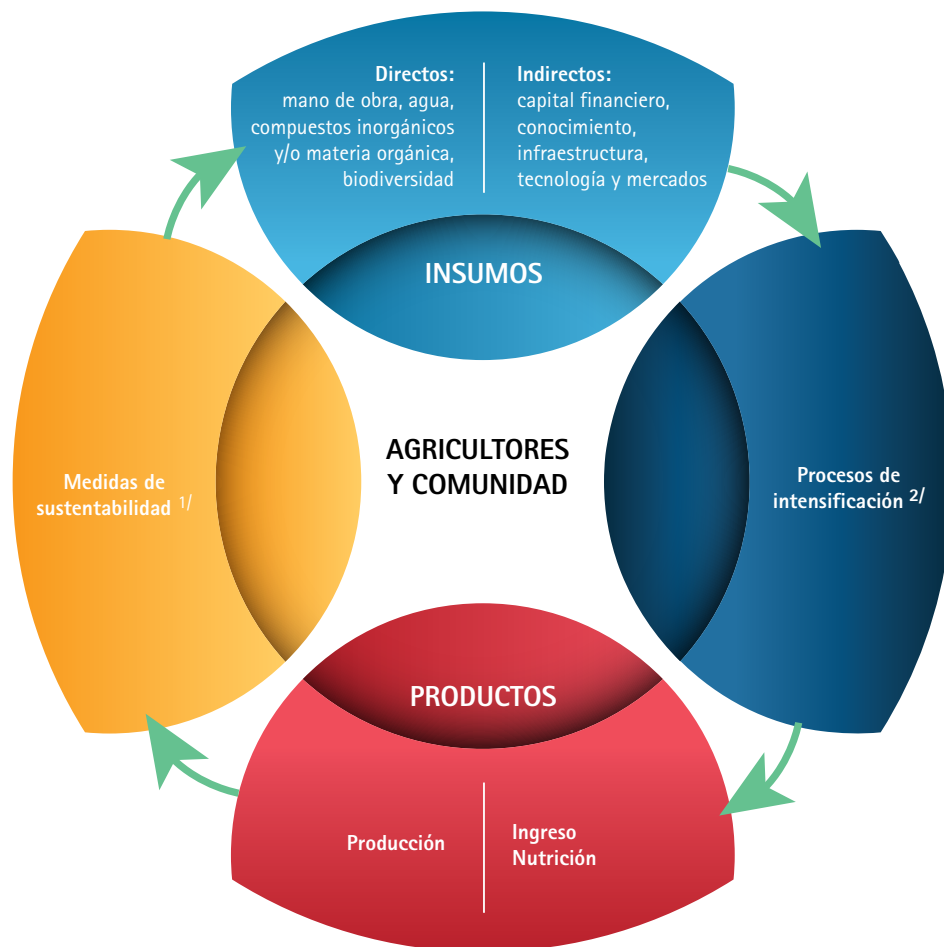 Directos:
mano de obra, agua,
compuestos inorgánicos
y/o materia orgánica,
biodiversidad
Indirectos:
capital financiero,
conocimiento,
infraestructura,
tecnología y mercados
INSUMOS
AGRICULTORES
Y COMUNIDAD
Medidas de
sustentabilidad 1/
Procesos de
intensificación 2/
PRODUCTOS
Producción
Ingreso
Nutrición